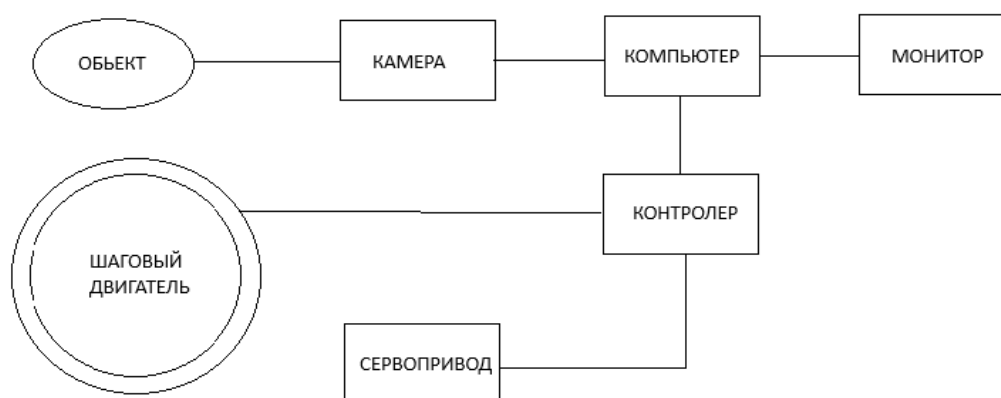 ОБЬЕКТ
КАМЕРА
КОМПЬЮТЕР
МОНИТОР
ШАГОВЫЙ
ДВИГАТЕЛЬ
КОНТРОЛЕР
СЕРВОПРИВОД